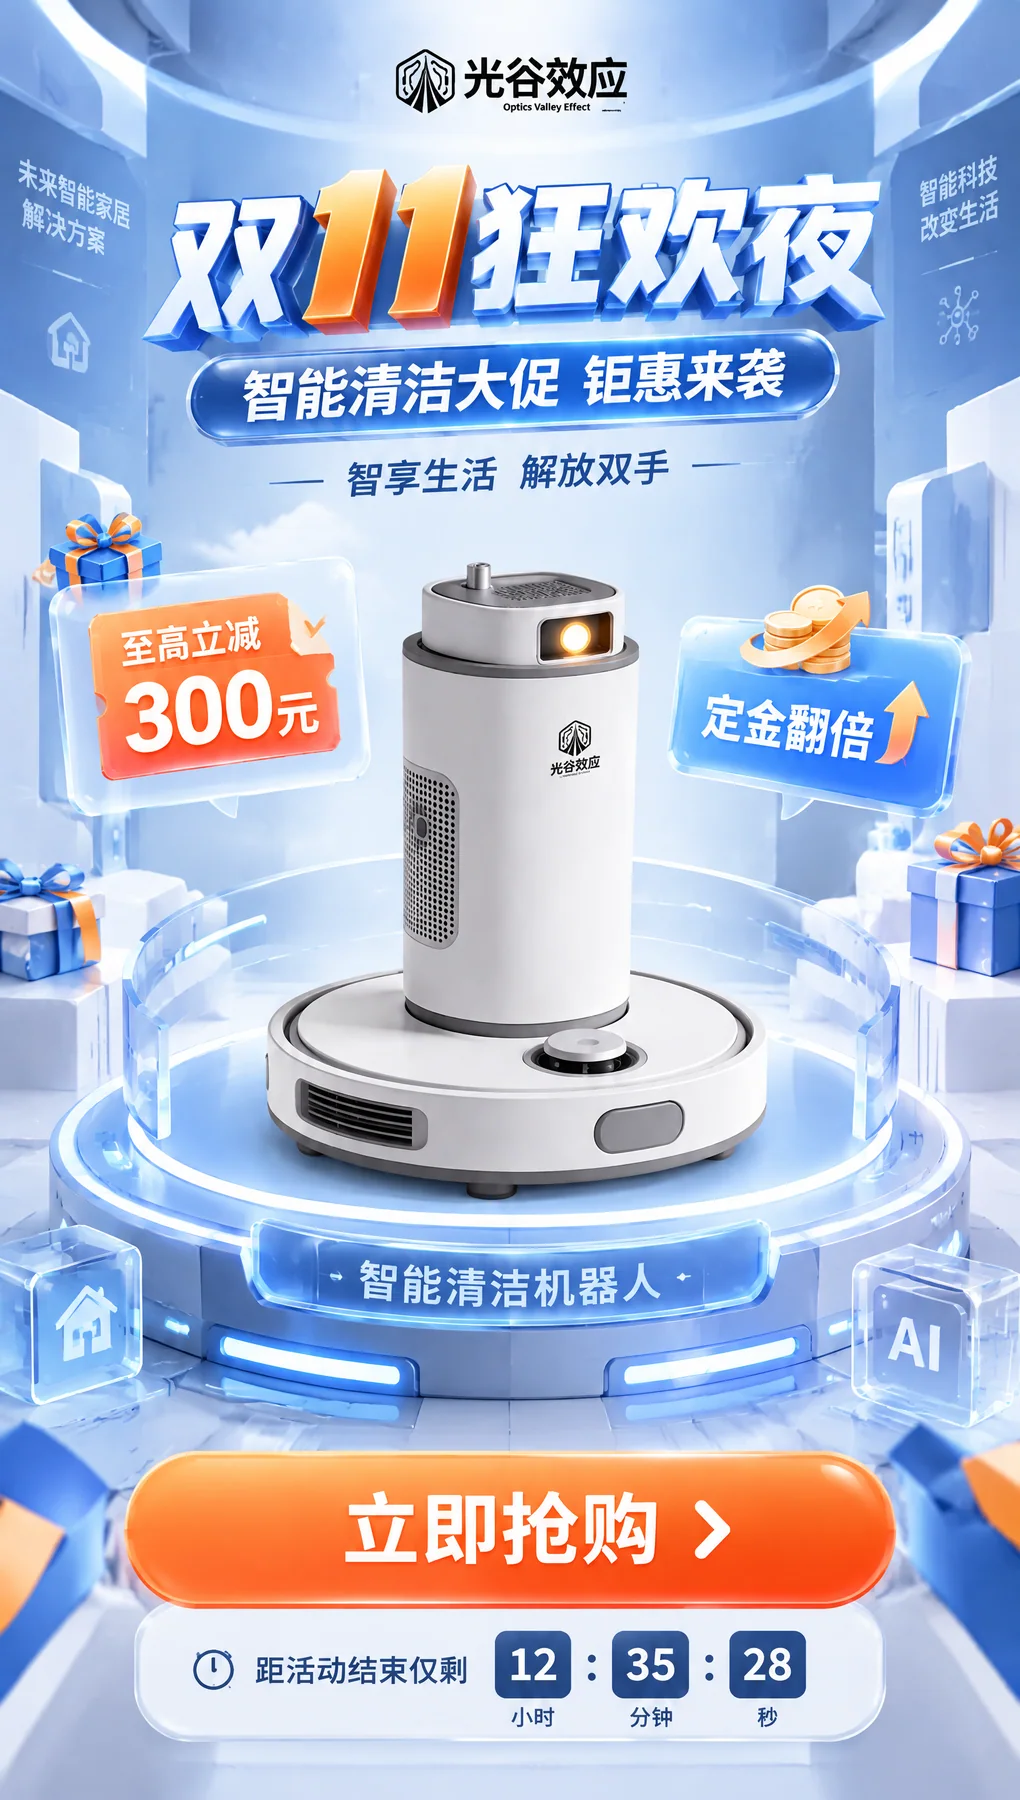 光谷效应
Optics Valley Effect
未来智能家居
解决方案
智能科技
改变生活
双11狂欢夜
智能清洁大促 钜惠来袭
智享生活 解放双手
至高立减
300元
定金翻倍
光谷效应
智能清洁机器人
AI
立即抢购
距活动结束仅剩
12 : 35 : 28
小时 分钟 秒